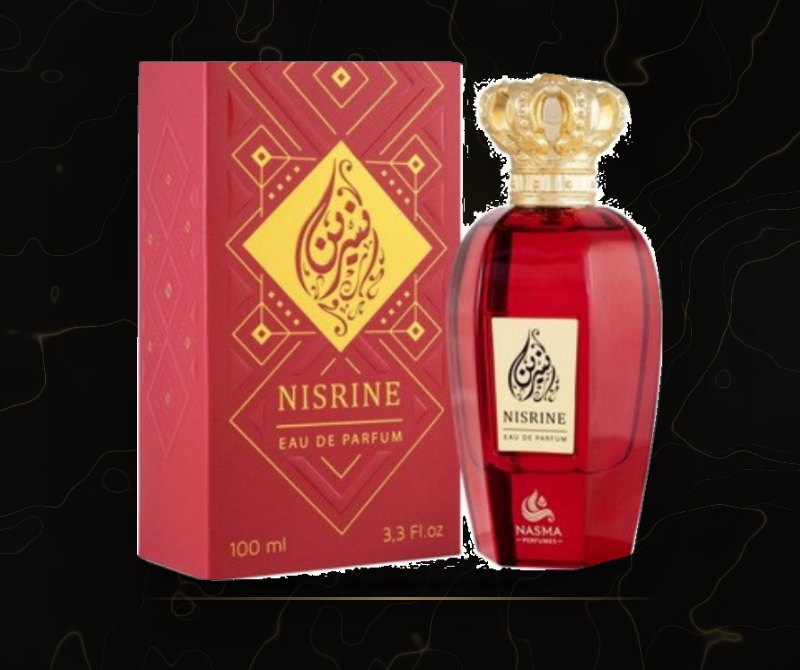 نسرين
NISRINE
EAU DE PARFUM
100 ml
3,3 Fl.oz
نسرين
NISRINE
EAU DE PARFUM
NASMA
PERFUMES